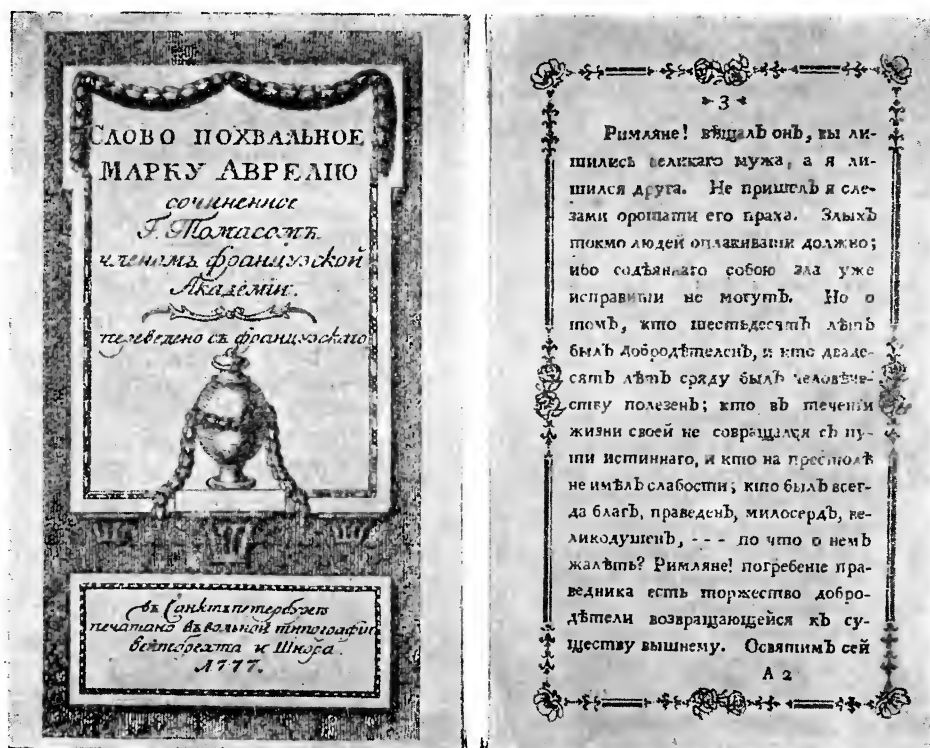 СЛОВО ПОХВАЛЬНОЕ
МАРКУ АВРЕЛІЮ
сочиненное
Г. Томасомъ
членомъ французской
Академіи.
переведено съ французскаго
въ Санктпетербургѣ
печатано въ вольной типографіи
Вейтбрехта и Шнора.
1777.
3
Римляне! вѣщалъ онъ, вы ли-
шились великаго мужа, а я ли-
шился друга. Не пришелъ я сле-
зами орошати его праха. Злыхъ
токмо людей оплакивати должно;
ибо содѣяннаго собою зла уже
исправити не могутъ. Но о
томъ, кто шестьдесятъ лѣтъ
былъ добродѣтеленъ, и кто двадe-
сять лѣтъ сряду былъ человѣче-
ству полезенъ; кто въ теченіи
жизни своей не совращался съ пу-
ти истиннаго, и кто на престолѣ
не имѣлъ слабости; кто былъ всег-
да благъ, праведенъ, милосердъ, ве-
ликодушенъ, - - - по что о немъ
жалѣть? Римляне! погребеніе пра-
ведника есть торжество добро-
дѣтели возвращающейся къ су-
ществу вышнему. Освятимъ сей
А 2